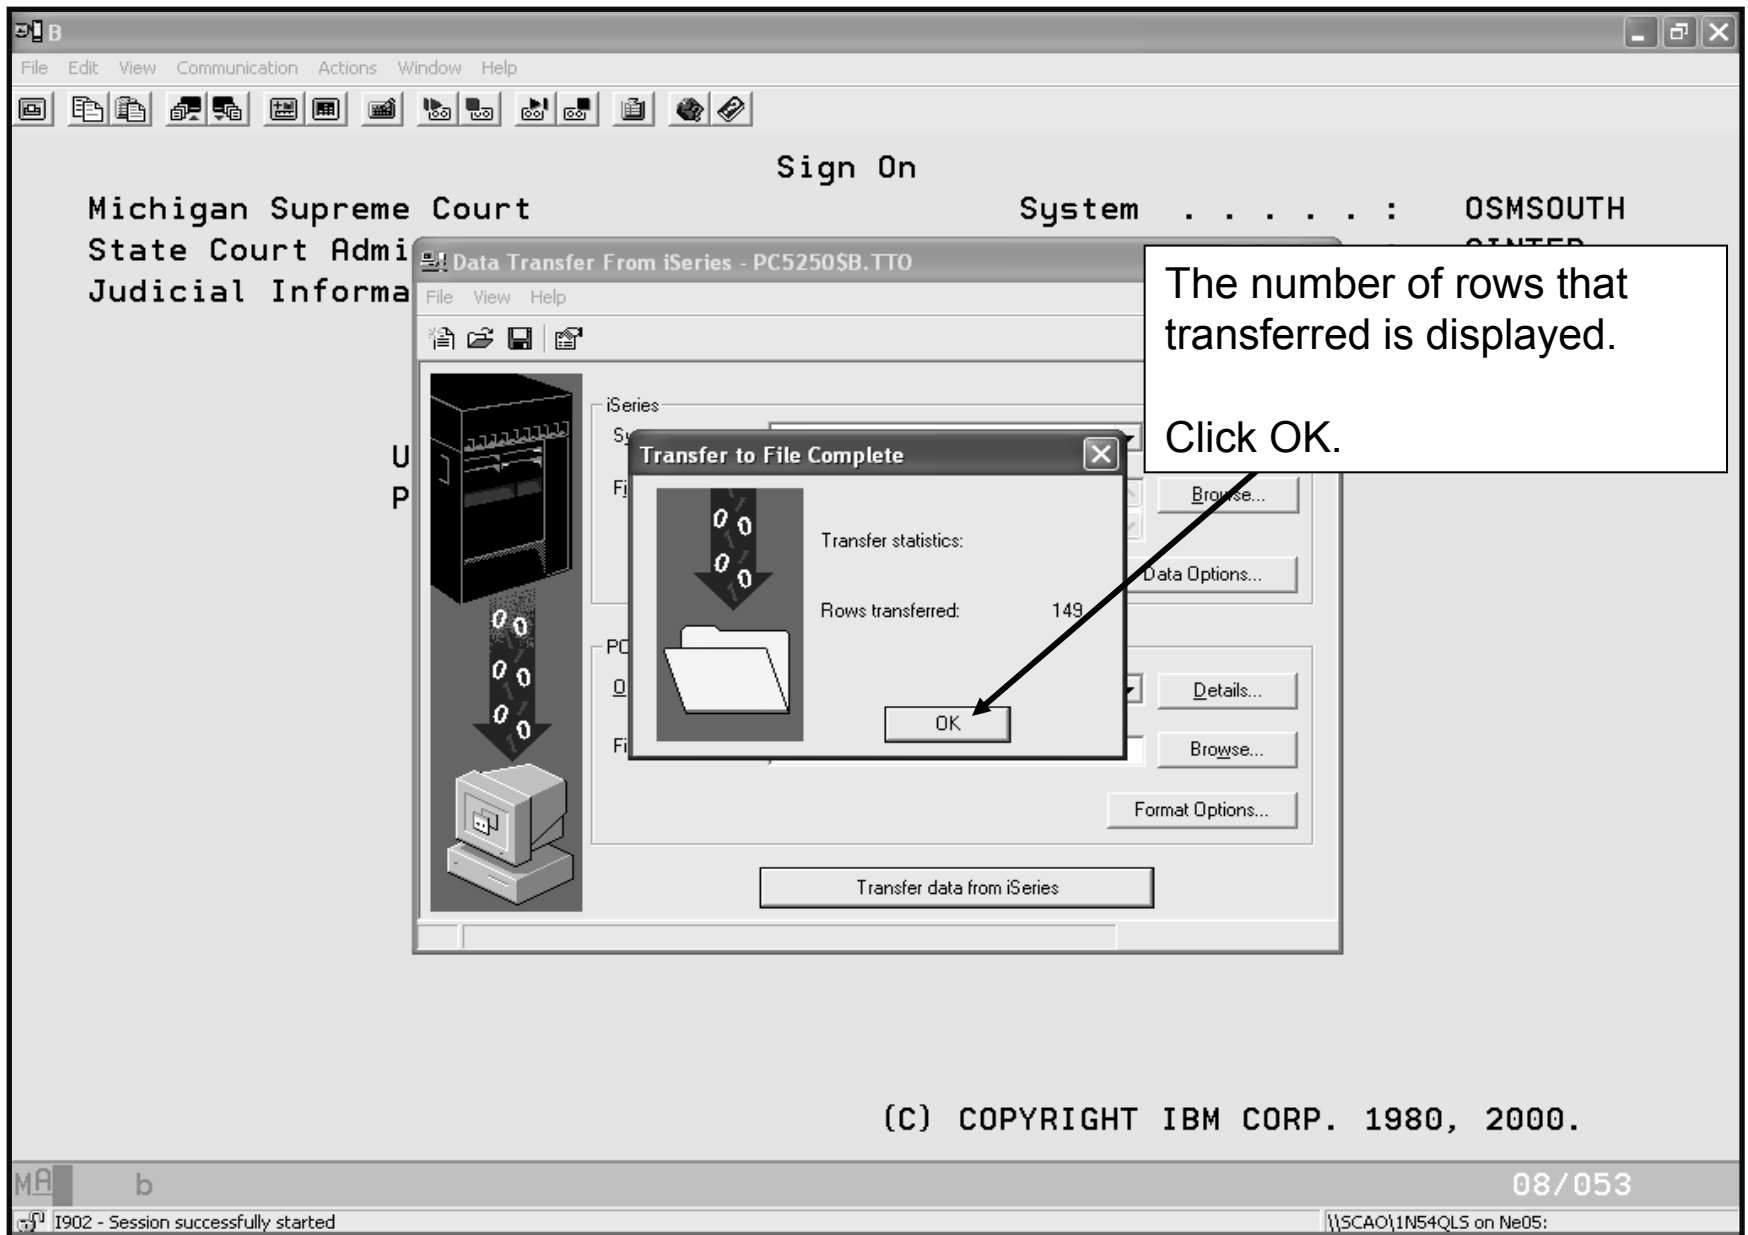 B
File Edit View Communication Actions Window Help
Sign On
Michigan Supreme Court System . . . . . : OSMSOUTH
State Court Admi
Judicial Informa
U
P
Data Transfer From iSeries - PC5250$B.TTO
File View Help
The number of rows that
transferred is displayed.
Click OK.
iSeries
Browse...
Data Options...
Transfer to File Complete
Transfer statistics:
Rows transferred: 149
OK
PC
Details...
Fi
Browse...
Format Options...
Transfer data from iSeries
(C) COPYRIGHT IBM CORP. 1980, 2000.
MA b 08/053
I902 - Session successfully started \\SCAO\1N54QLS on Ne05: